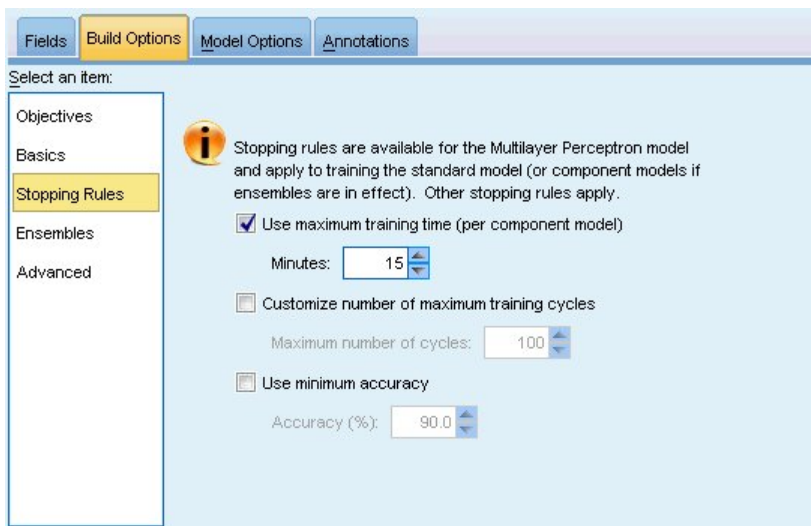 Fields Build Options Model Options Annotations
Select an item:
Objectives
Basics
Stopping Rules
Ensembles
Advanced
Stopping rules are available for the Multilayer Perceptron model
and apply to training the standard model (or component models if
ensembles are in effect). Other stopping rules apply.
Use maximum training time (per component model)
Minutes: 15
Customize number of maximum training cycles
Maximum number of cycles: 100
Use minimum accuracy
Accuracy (%): 90.0